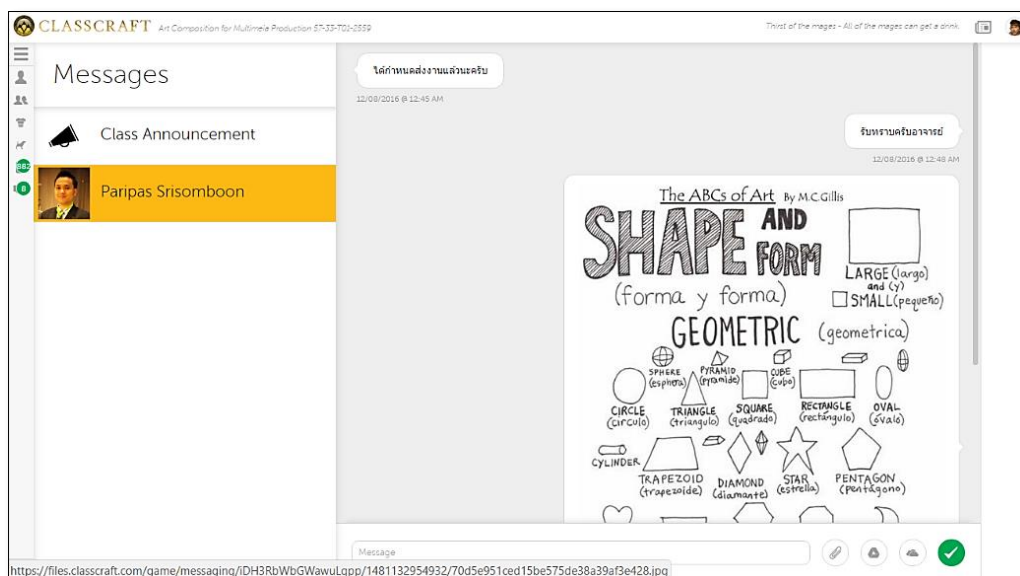 CLASSCRAFT Art Composition for Multimeia Production S7-33-T01-2559
Thirst of the mages - All of the mages can get a drink.
Messages
Class Announcement
Paripas Srisomboon
882
8
ได้กำหนดส่งงานแล้วนะครับ
12/08/2016 @ 12:45 AM
รับทราบครับอาจารย์
12/08/2016 @ 12:48 AM
The ABCs of Art By M.C.Gillis
SHAPE AND FORM
(forma y forma)
LARGE (largo)
and (y)
SMALL (pequeño)
GEOMETRIC (geometrica)
SPHERE (esphera)
PYRAMID (pyramide)
CUBE (cubo)
CIRCLE (circulo)
TRIANGLE (triangulo)
SQUARE (quadrado)
RECTANGLE (rectángulo)
OVAL (óvalo)
CYLINDER
TRAPEZOID (trapezoide)
DIAMOND (diamante)
STAR (estrella)
PENTAGON (pentágono)
Message
https://files.classcraft.com/game/messaging/iDH3RbWbGWawuLqpp/1481132954932/70d5e951ced15be575de38a39af3e428.jpg